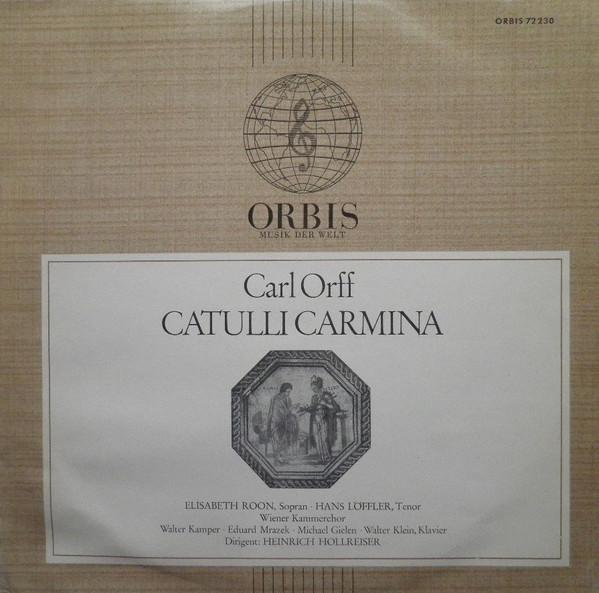 ORBIS 72 230
ORBIS
MUSIK DER WELT
Carl Orff
CATULLI CARMINA
ELISABETH ROON, Sopran · HANS LÖFFLER, Tenor
Wiener Kammerchor
Walter Kamper · Eduard Mrazek · Michael Gielen · Walter Klein, Klavier
Dirigent: HEINRICH HOLLREISER